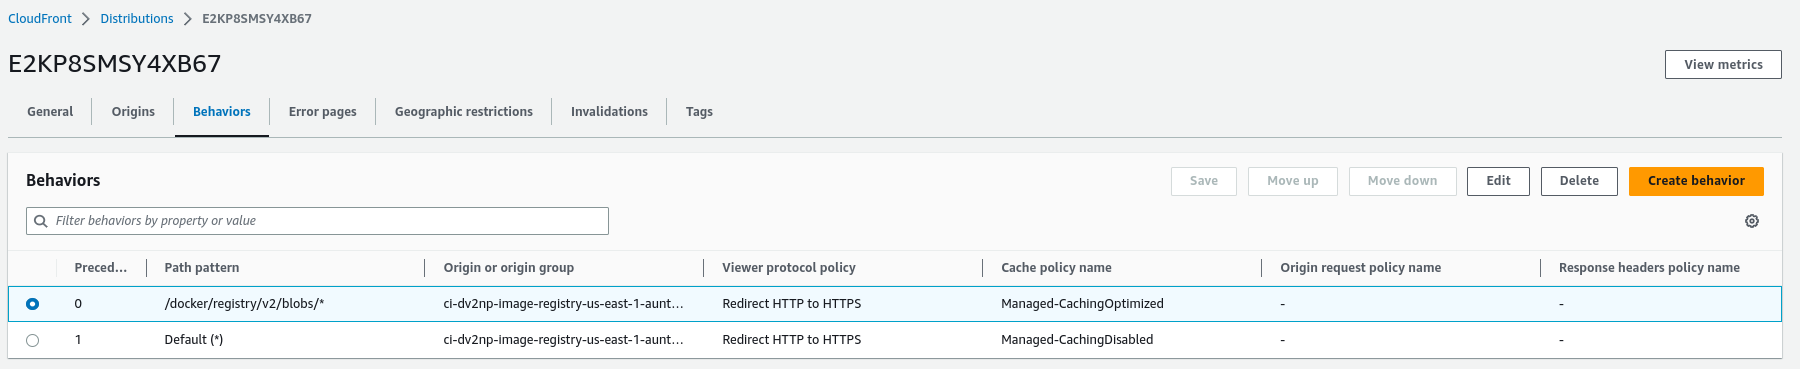 CloudFront > Distributions > E2KP8SMSY4XB67
E2KP8SMSY4XB67
View metrics
General Origins Behaviors Error pages Geographic restrictions Invalidations Tags
Behaviors
Save Move up Move down Edit Delete Create behavior
Filter behaviors by property or value
Preced... Path pattern Origin or origin group Viewer protocol policy Cache policy name Origin request policy name Response headers policy name
0 /docker/registry/v2/blobs/* ci-dv2np-image-registry-us-east-1-aunt... Redirect HTTP to HTTPS Managed-CachingOptimized - -
1 Default (*) ci-dv2np-image-registry-us-east-1-aunt... Redirect HTTP to HTTPS Managed-CachingDisabled - -